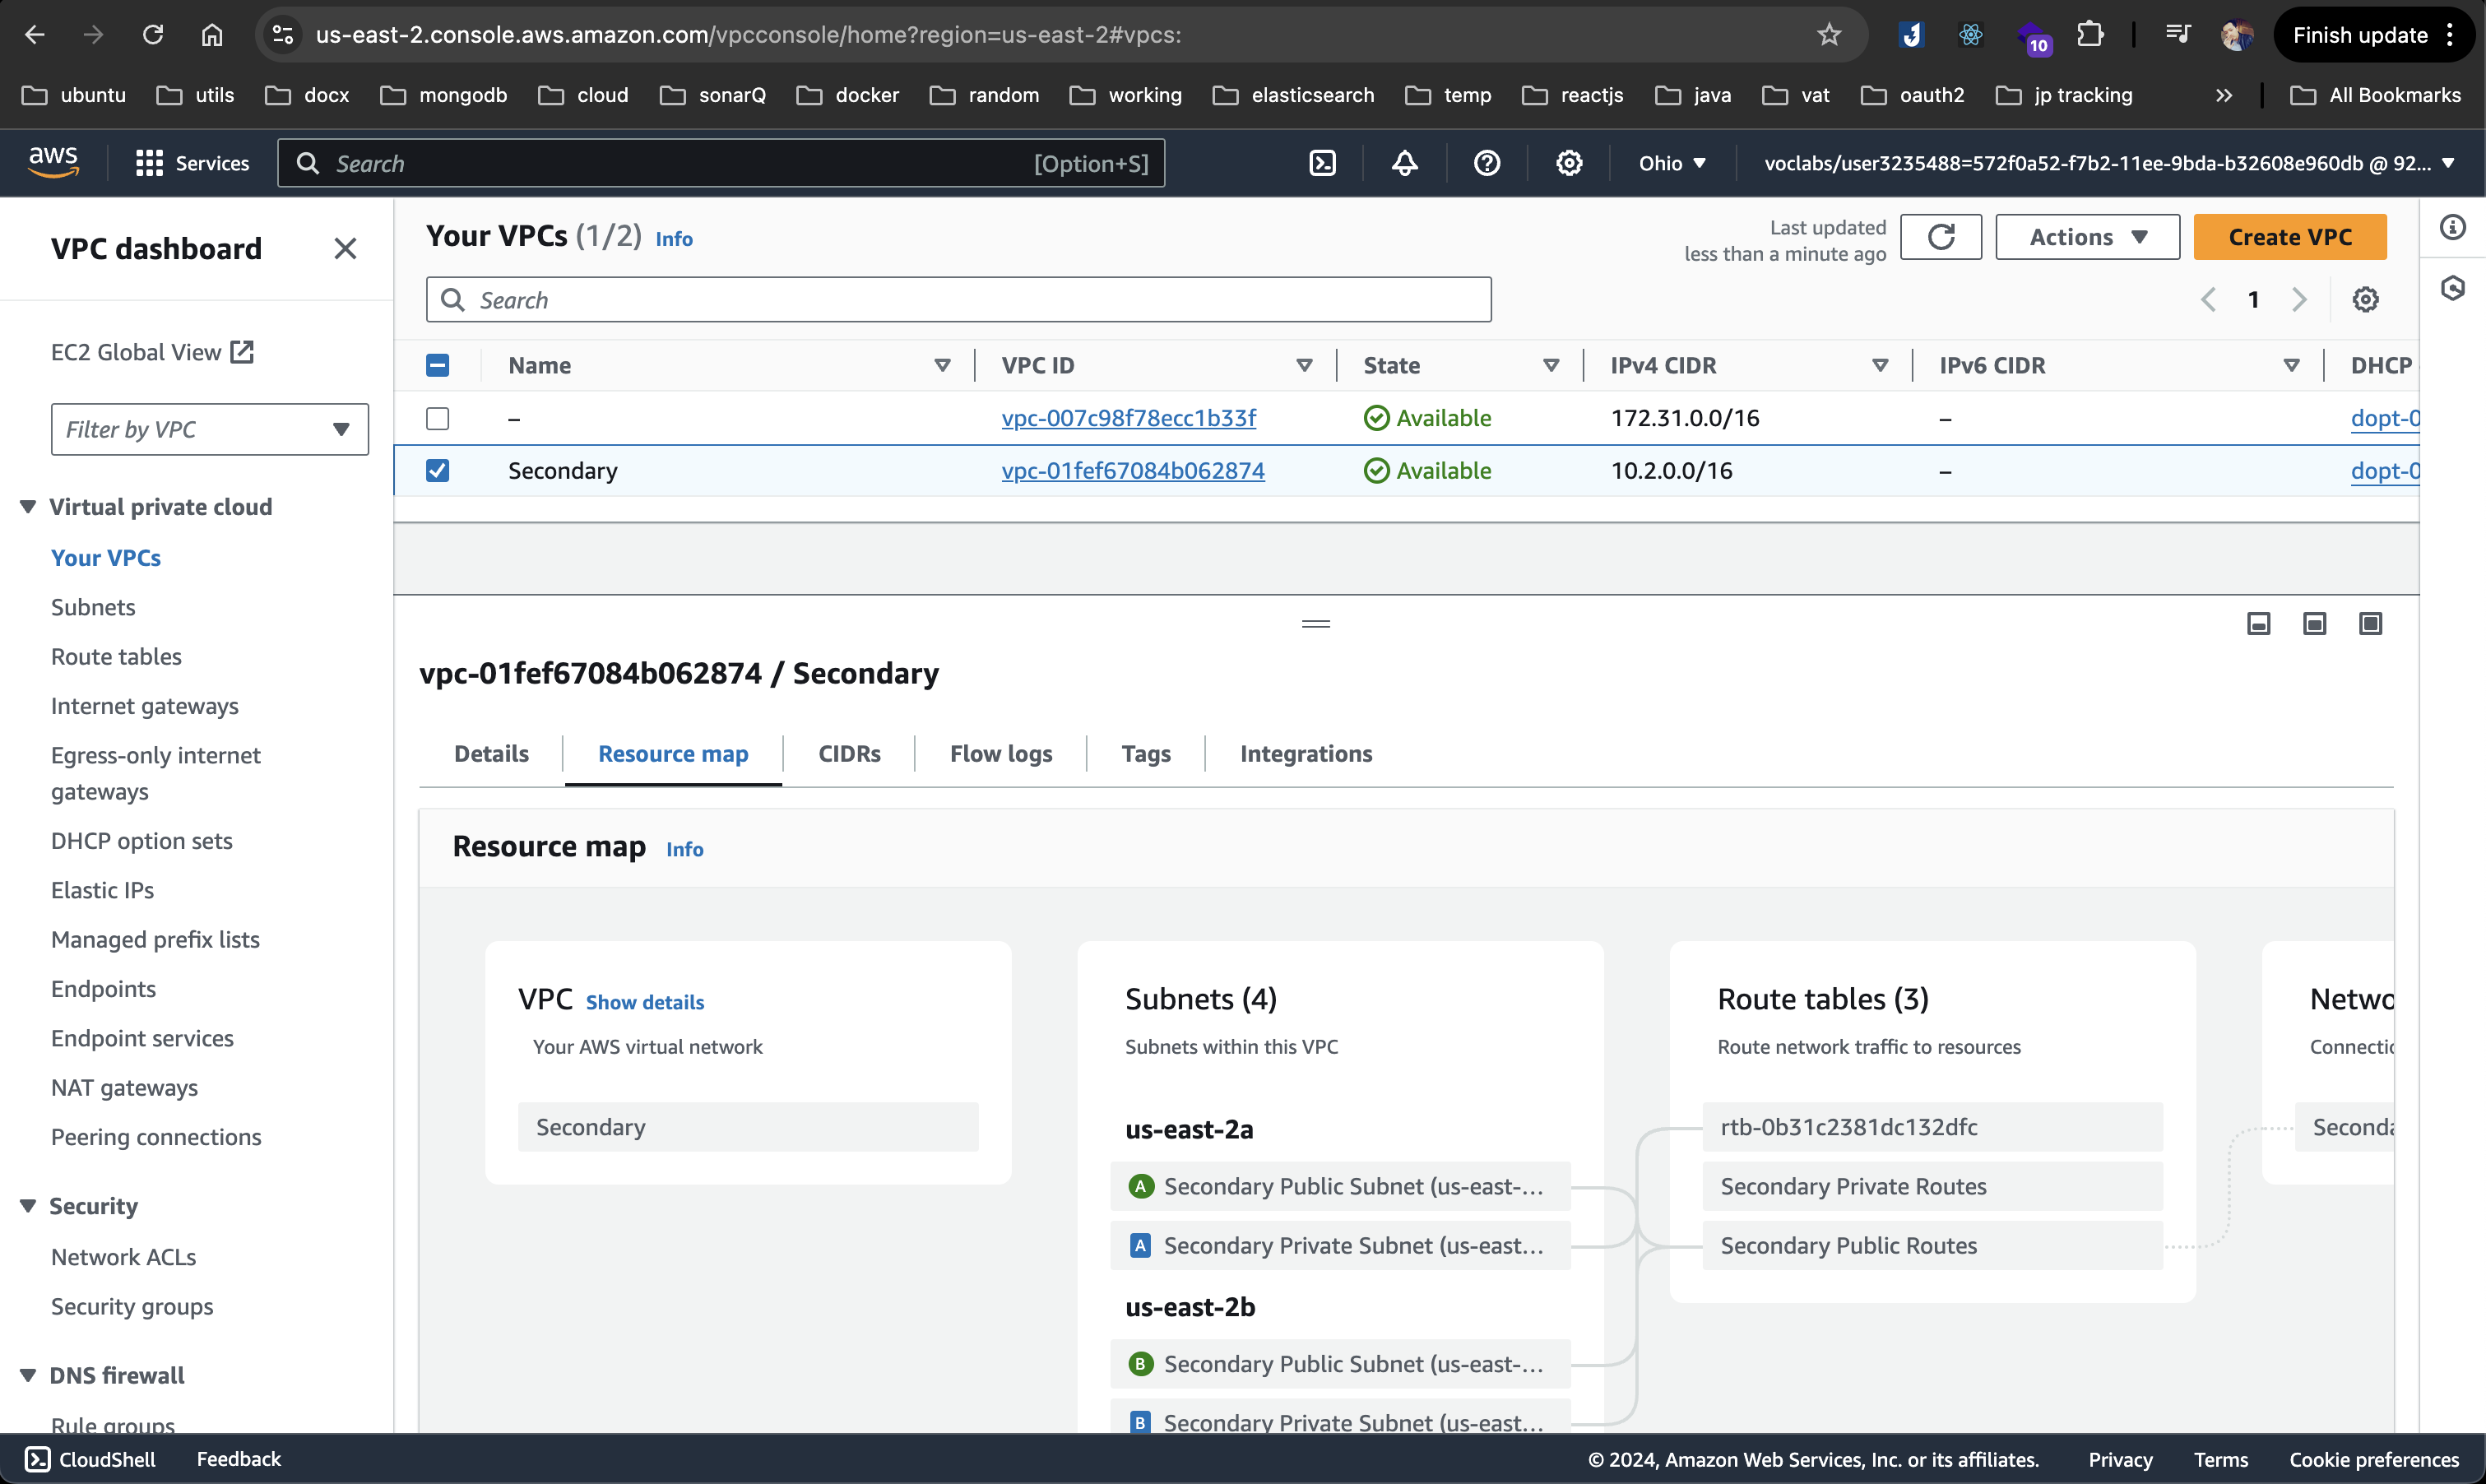 us-east-2.console.aws.amazon.com/vpcconsole/home?region=us-east-2#vpcs:
10
Finish update
ubuntu utils docx mongodb cloud sonarQ docker random working elasticsearch temp reactjs java vat oauth2 jp tracking » All Bookmarks
aws Services Search [Option+S] Ohio voclabs/user3235488=572f0a52-f7b2-11ee-9bda-b32608e960db @ 92...
VPC dashboard
EC2 Global View
Filter by VPC
Virtual private cloud
Your VPCs
Subnets
Route tables
Internet gateways
Egress-only internet
gateways
DHCP option sets
Elastic IPs
Managed prefix lists
Endpoints
Endpoint services
NAT gateways
Peering connections
Security
Network ACLs
Security groups
DNS firewall
Rule groups
Your VPCs (1/2) Info
Last updated
less than a minute ago
Actions
Create VPC
Search
1
Name VPC ID State IPv4 CIDR IPv6 CIDR DHCP
– vpc-007c98f78ecc1b33f Available 172.31.0.0/16 – dopt-0
Secondary vpc-01fef67084b062874 Available 10.2.0.0/16 – dopt-0
vpc-01fef67084b062874 / Secondary
Details Resource map CIDRs Flow logs Tags Integrations
Resource map Info
VPC Show details
Your AWS virtual network
Secondary
Subnets (4)
Subnets within this VPC
us-east-2a
A Secondary Public Subnet (us-east-...
A Secondary Private Subnet (us-east...
us-east-2b
B Secondary Public Subnet (us-east-...
B Secondary Private Subnet (us-east...
Route tables (3)
Route network traffic to resources
rtb-0b31c2381dc132dfc
Secondary Private Routes
Secondary Public Routes
Netwo
Connectio
Seconda
CloudShell Feedback © 2024, Amazon Web Services, Inc. or its affiliates. Privacy Terms Cookie preferences